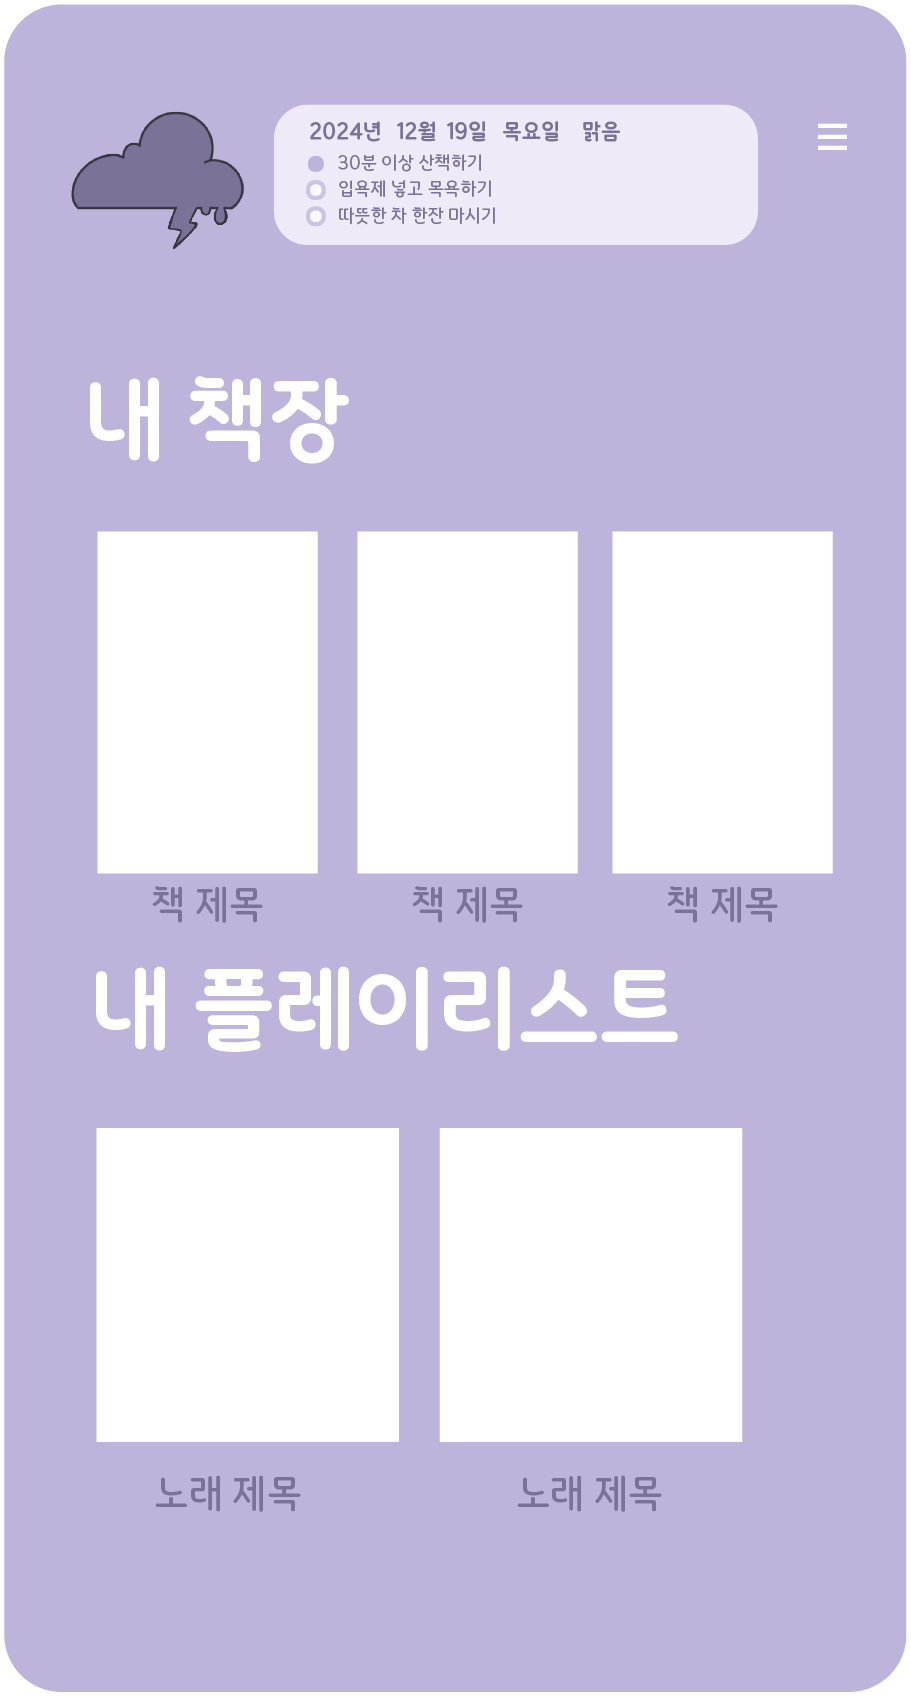 2024년 12월 19일 목요일 맑음
30분 이상 산책하기
입욕제 넣고 목욕하기
따뜻한 차 한잔 마시기
내 책장
책 제목 책 제목 책 제목
내 플레이리스트
노래 제목 노래 제목